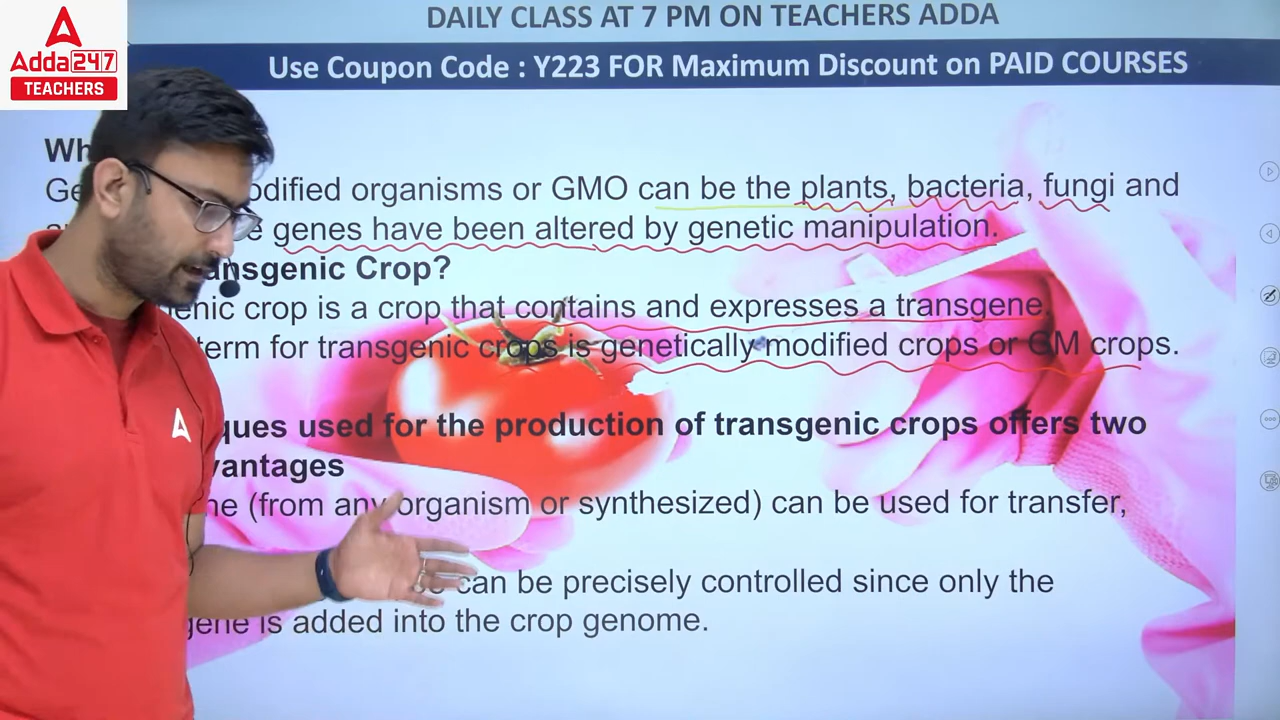 DAILY CLASS AT 7 PM ON TEACHERS ADDA
Use Coupon Code : Y223 FOR Maximum Discount on PAID COURSES
Adda247
TEACHERS
odified organisms or GMO can be the plants, bacteria, fungi and
genes have been altered by genetic manipulation.
ansgenic Crop?
enic crop is a crop that contains and expresses a transgene.
term for transgenic crops is genetically modified crops or GM crops.
ques used for the production of transgenic crops offers two
vantages
ne (from any organism or synthesized) can be used for transfer,
can be precisely controlled since only the
gene is added into the crop genome.